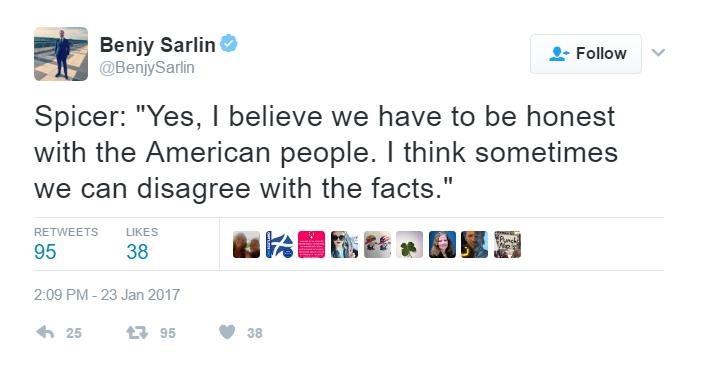 Benjy Sarlin
@BenjySarlin
Follow
Spicer: "Yes, I believe we have to be honest
with the American people. I think sometimes
we can disagree with the facts."
RETWEETS LIKES
95 38
2:09 PM - 23 Jan 2017
25 95 38